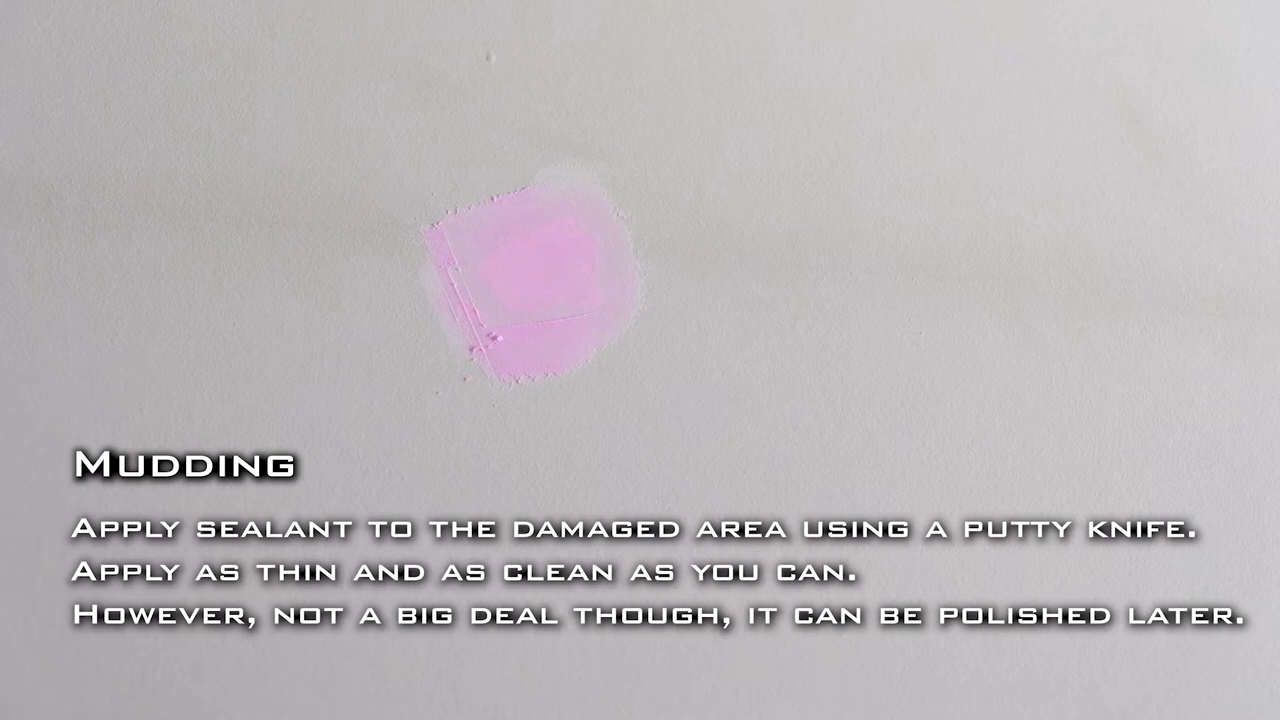 Mudding
Apply sealant to the damaged area using a putty knife.
Apply as thin and as clean as you can.
However, not a big deal though, it can be polished later.